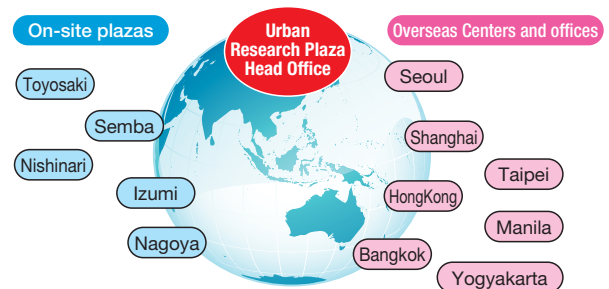 On-site plazas
Urban
Research Plaza
Head Office
Overseas Centers and offices
Toyosaki
Semba
Nishinari
Izumi
Nagoya
Seoul
Shanghai
Taipei
HongKong
Manila
Bangkok
Yogyakarta